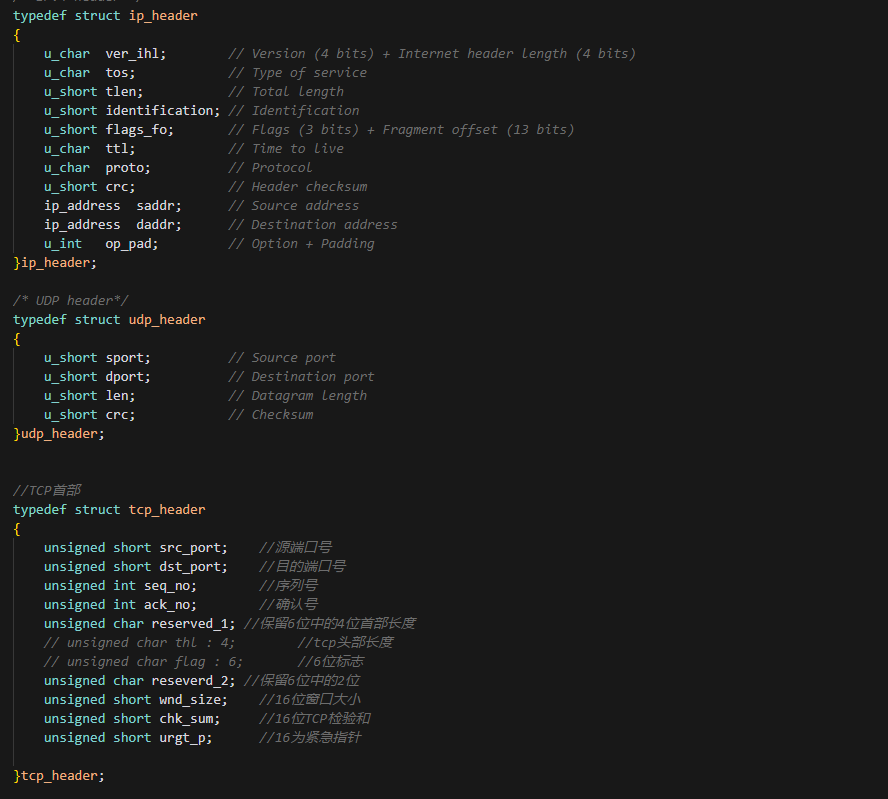 typedef struct ip_header
{
    u_char  ver_ihl;        // Version (4 bits) + Internet header length (4 bits)
    u_char  tos;            // Type of service
    u_short tlen;           // Total length
    u_short identification; // Identification
    u_short flags_fo;       // Flags (3 bits) + Fragment offset (13 bits)
    u_char  ttl;            // Time to live
    u_char  proto;          // Protocol
    u_short crc;            // Header checksum
    ip_address  saddr;      // Source address
    ip_address  daddr;      // Destination address
    u_int   op_pad;         // Option + Padding
}ip_header;
/* UDP header*/
typedef struct udp_header
{
    u_short sport;          // Source port
    u_short dport;          // Destination port
    u_short len;            // Datagram length
    u_short crc;            // Checksum
}udp_header;
//TCP首部
typedef struct tcp_header
{
    unsigned short src_port;    //源端口号
    unsigned short dst_port;    //目的端口号
    unsigned int seq_no;        //序列号
    unsigned int ack_no;        //确认号
    unsigned char reserved_1; //保留6位中的4位首部长度
    // unsigned char thl : 4;        //tcp头部长度
    // unsigned char flag : 6;       //6位标志
    unsigned char reseverd_2; //保留6位中的2位
    unsigned short wnd_size;    //16位窗口大小
    unsigned short chk_sum;     //16位TCP检验和
    unsigned short urgt_p;      //16为紧急指针
}tcp_header;